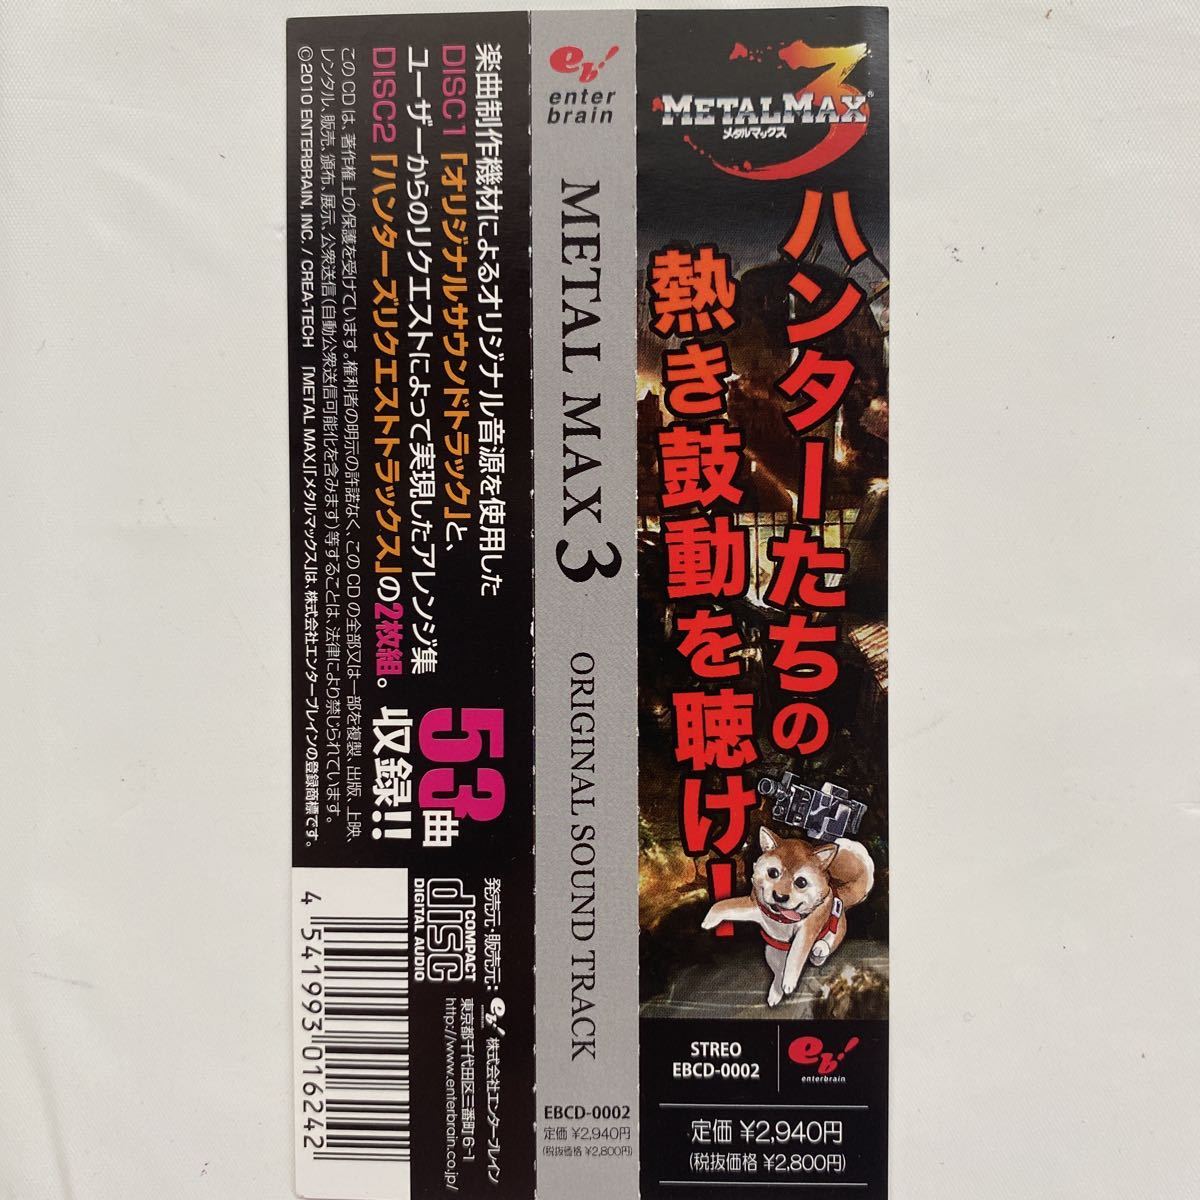 METAL MAX 3®
メタルマックス
ハンターたちの
熱き鼓動を聴け!
STREO
EBCD-0002
eb!
enterbrain
定価 ¥2,940円
(税抜価格 ¥2,800円)
eb!
enter
brain
METAL MAX 3
ORIGINAL SOUND TRACK
EBCD-0002
定価 ¥2,940円
(税抜価格 ¥2,800円)
楽曲制作機材によるオリジナル音源を使用した
DISC1「オリジナルサウンドトラック」と、
ユーザーからのリクエストによって実現したアレンジ集
DISC2「ハンターズリクエストトラックス」の2枚組。
53曲
収録!!
このCDは、著作権上の保護を受けています。権利者の明示の許諾なく、このCDの全部又は一部を複製、出版、上映、
レンタル、販売、頒布、展示、公衆送信(自動公衆送信可能化を含みます)等することは、法律により禁じられています。
©2010 ENTERBRAIN, INC. / CREA-TECH 「METAL MAX」「メタルマックス」は、株式会社エンターブレインの登録商標です。
発売元・販売元: eb! 株式会社エンターブレイン
enterbrain
東京都千代田区三番町6-1
http://www.enterbrain.co.jp/
COMPACT
disc
DIGITAL AUDIO
4 541993 016242